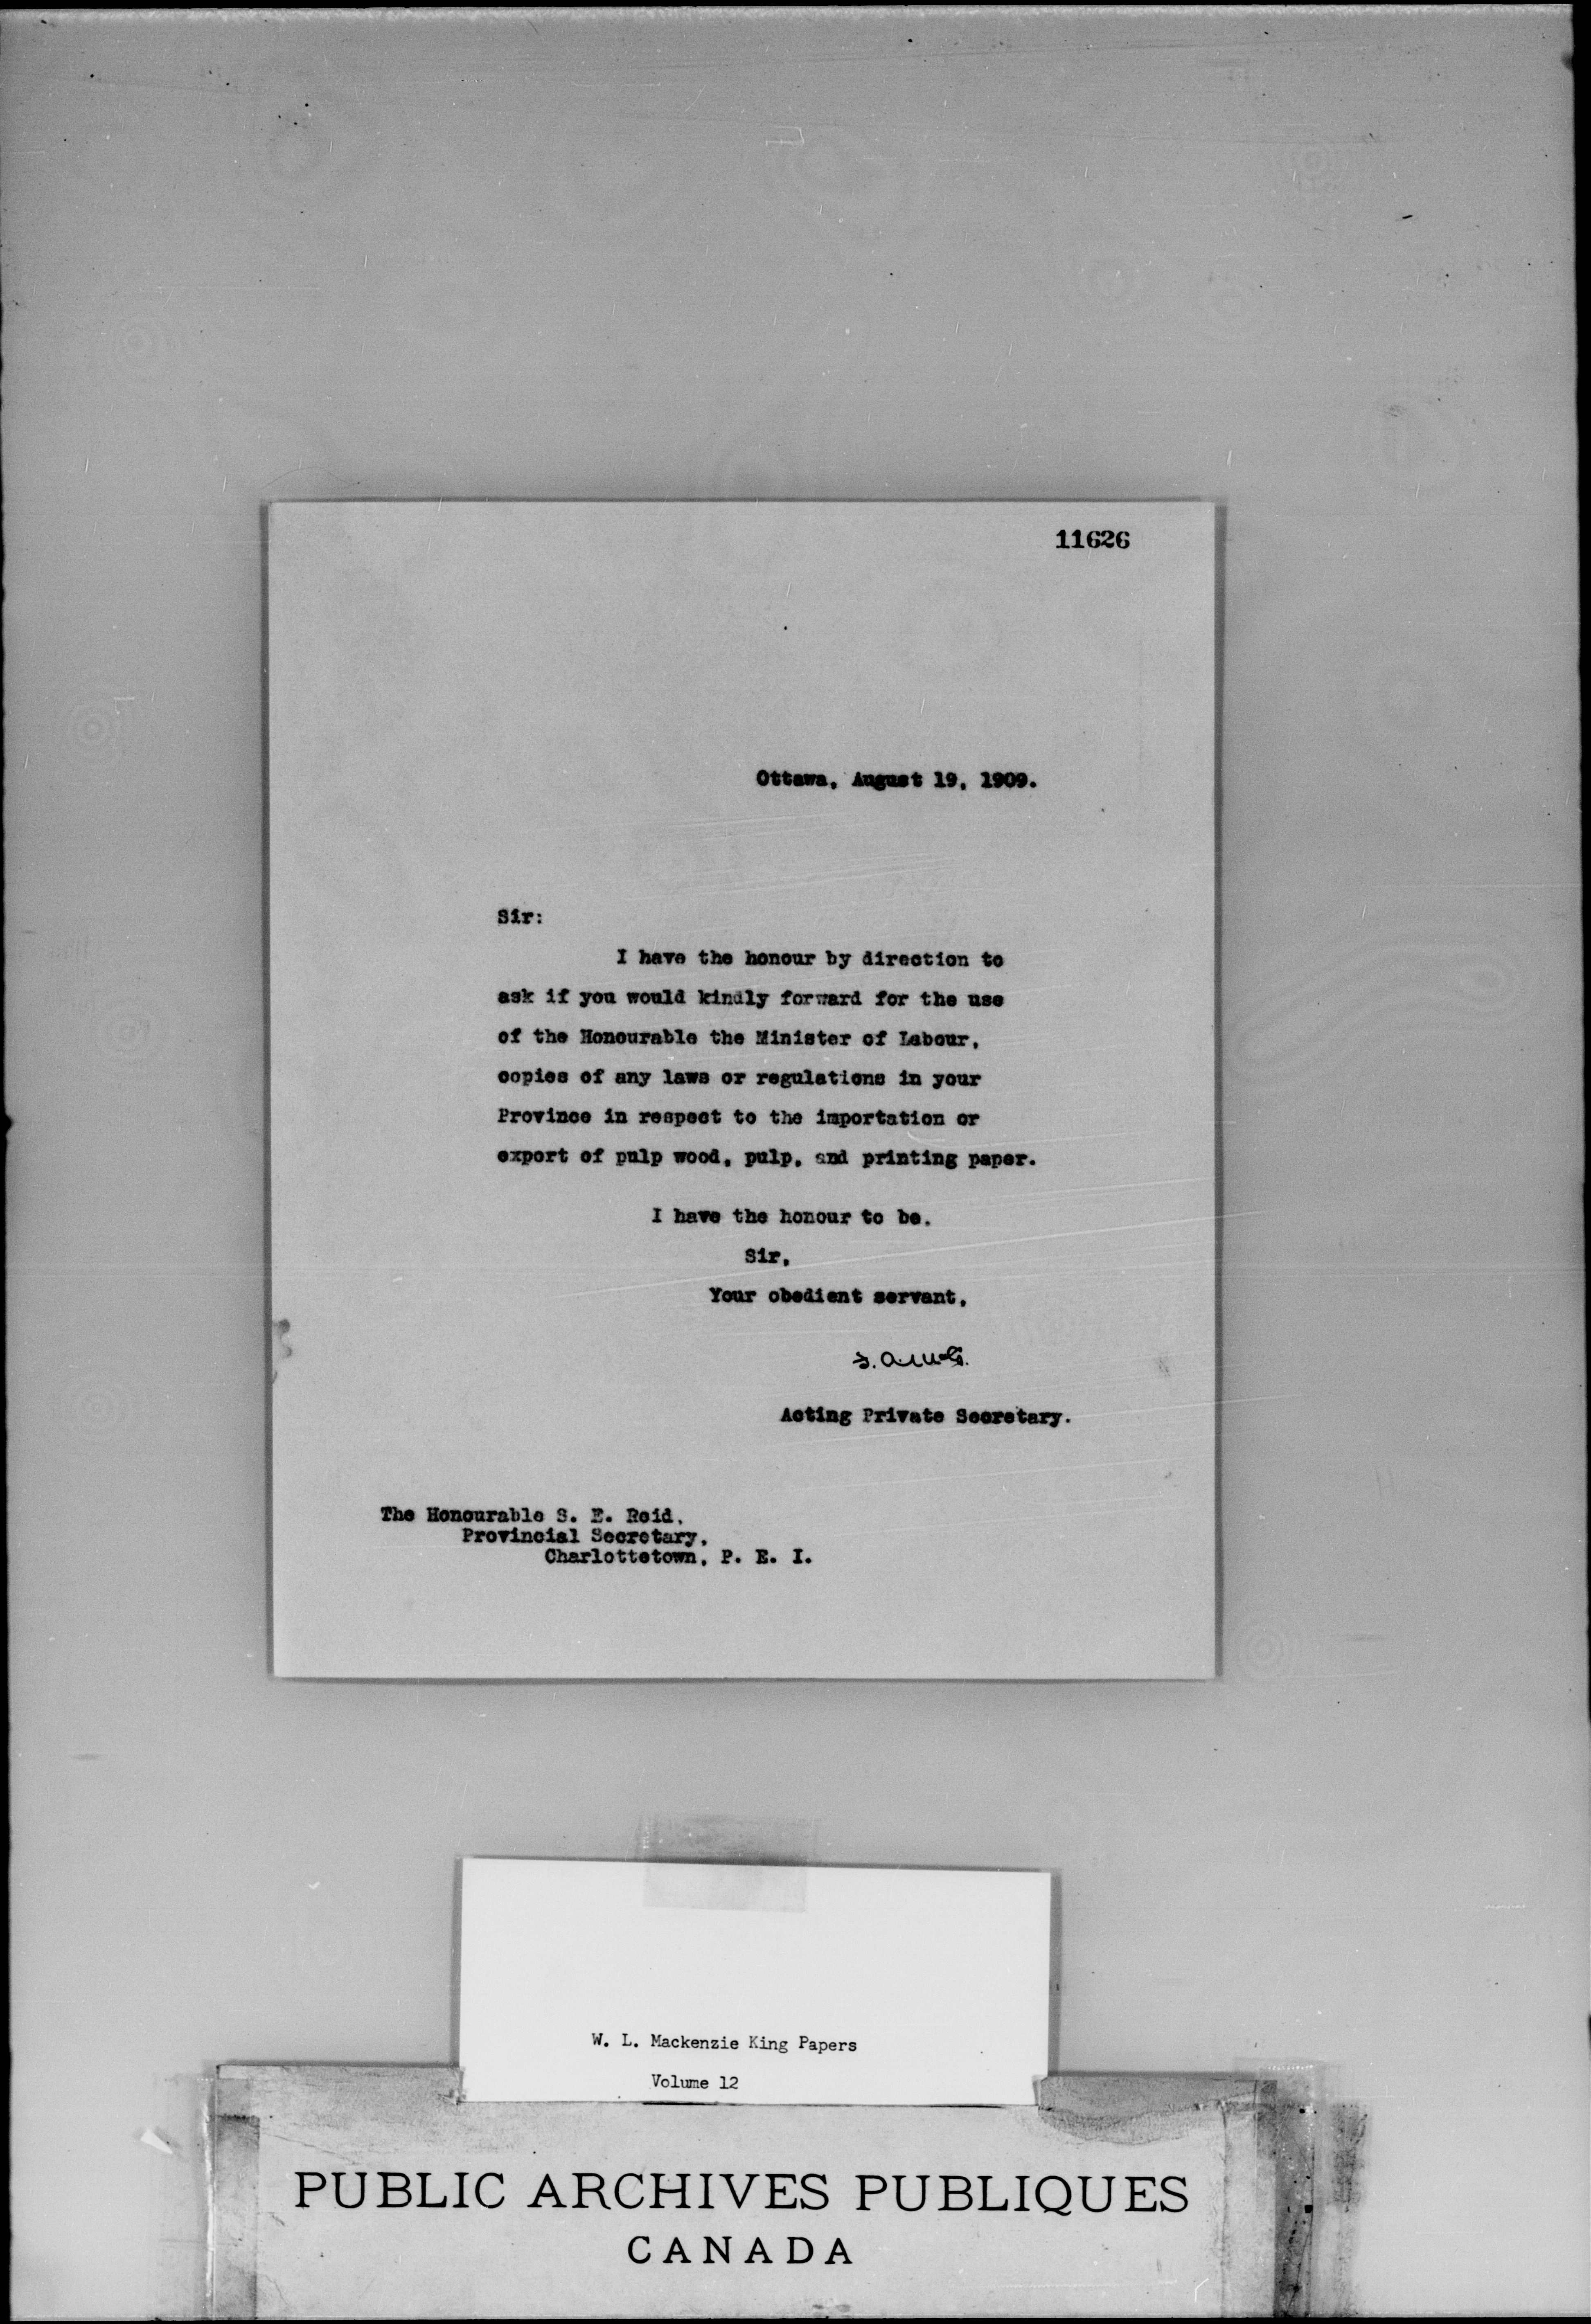 11626
Ottawa, August 19, 1909.
Sir:
I have the honour by direction to
ask if you would kindly forward for the use
of the Honourable the Minister of Labour,
copies of any laws or regulations in your
Province in respect to the importation or
export of pulp wood, pulp, and printing paper.
I have the honour to be,
Sir,
Your obedient servant,
Acting Private Secretary.
The Honourable S. E. Reid,
Provincial Secretary,
Charlottetown, P. E. I.
W. L. Mackenzie King Papers
Volume 12
PUBLIC ARCHIVES PUBLIQUES
CANADA